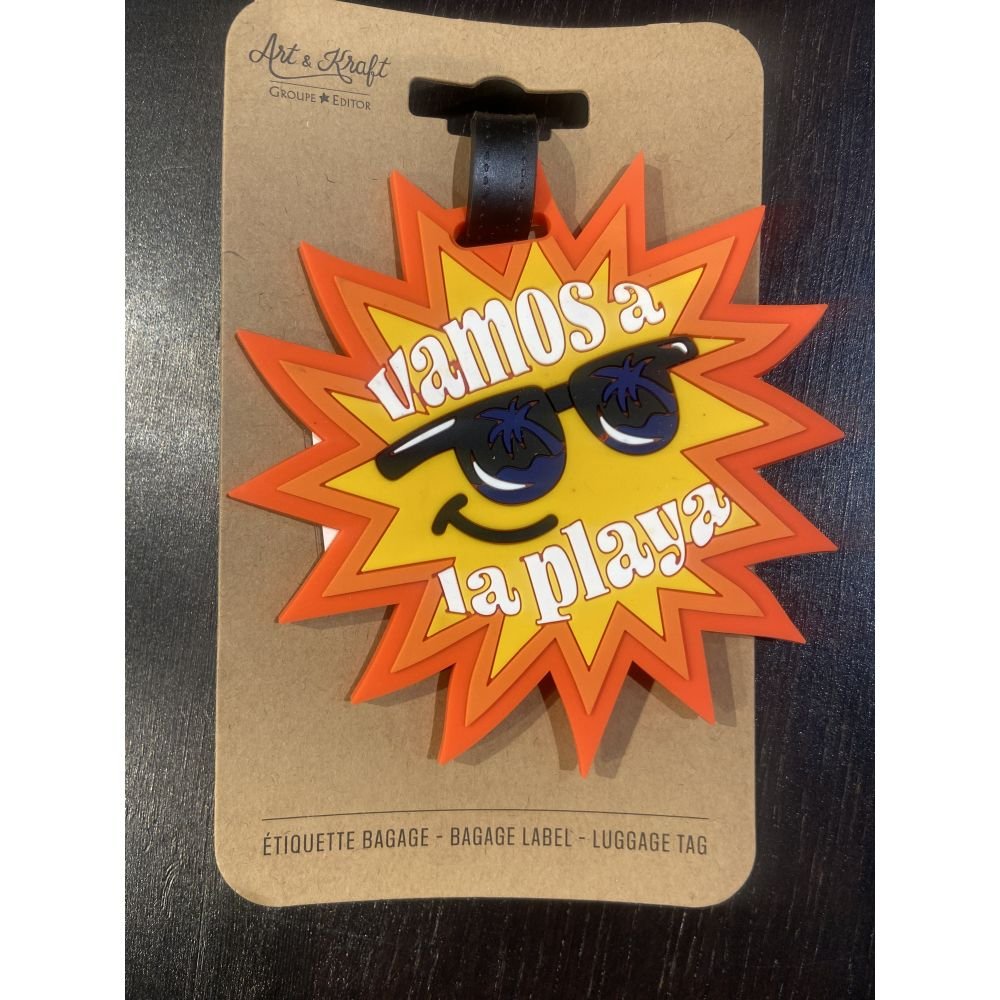 Art & Kraft
GROUPE ★ EDITOR
vamos a
la playa
ÉTIQUETTE BAGAGE - BAGAGE LABEL - LUGGAGE TAG